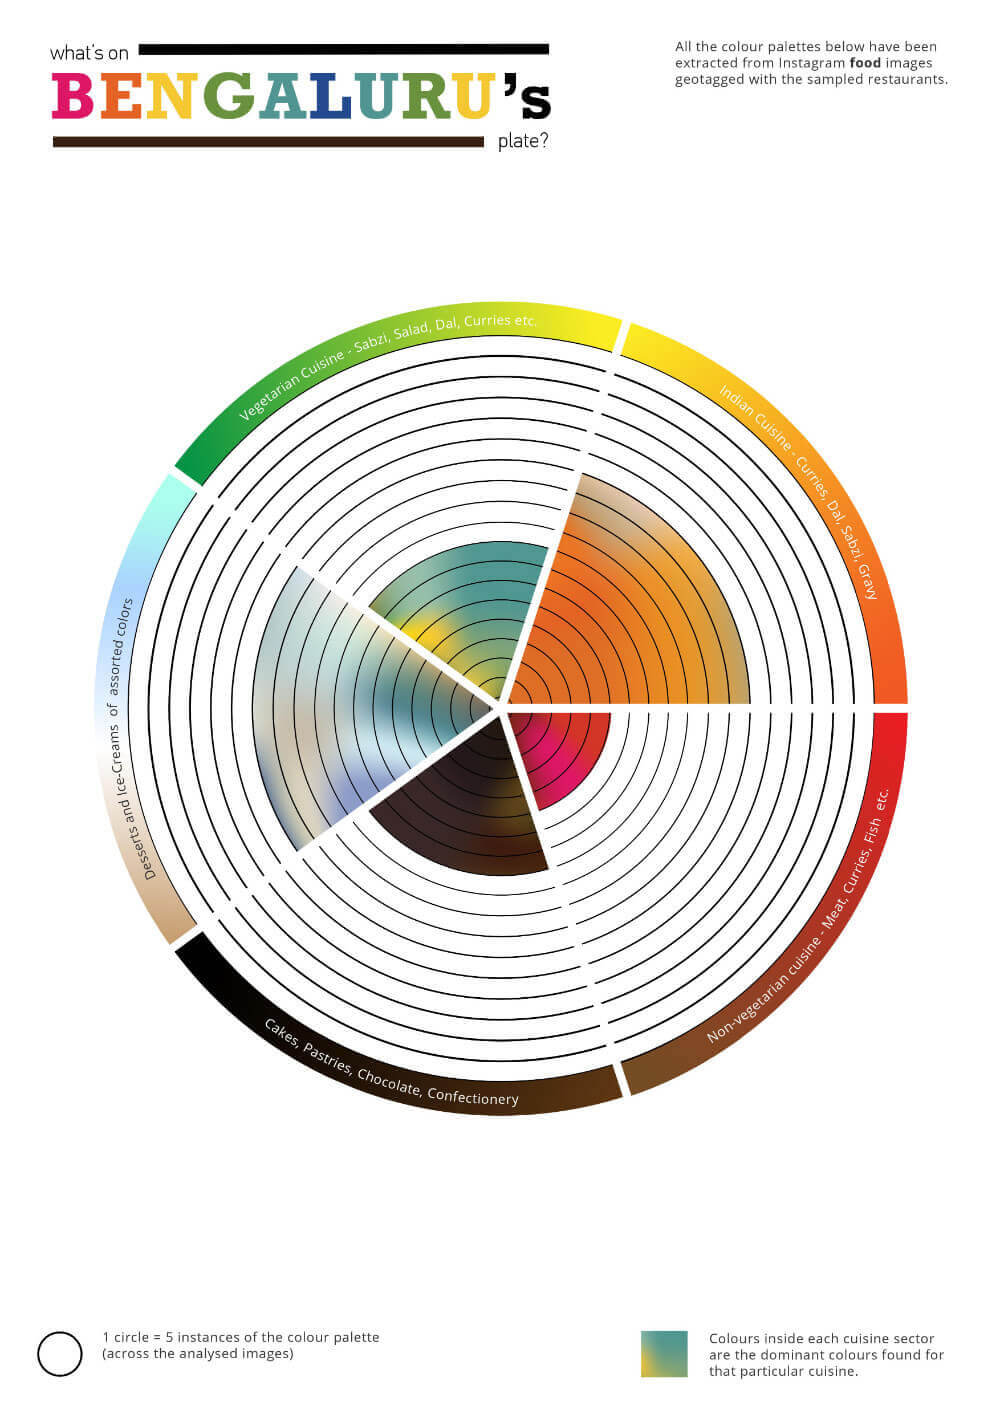 what's on
BENGALURU's
plate?
All the colour palettes below have been
extracted from Instagram food images
geotagged with the sampled restaurants.
Vegetarian Cuisine - Sabzi, Salad, Dal, Curries etc.
Indian Cuisine - Curries, Dal, Sabzi, Gravy
Desserts and Ice-Creams of assorted colors
Non-vegetarian cuisine - Meat, Curries, Fish etc.
Cakes, Pastries, Chocolate, Confectionery
1 circle = 5 instances of the colour palette
(across the analysed images)
Colours inside each cuisine sector
are the dominant colours found for
that particular cuisine.